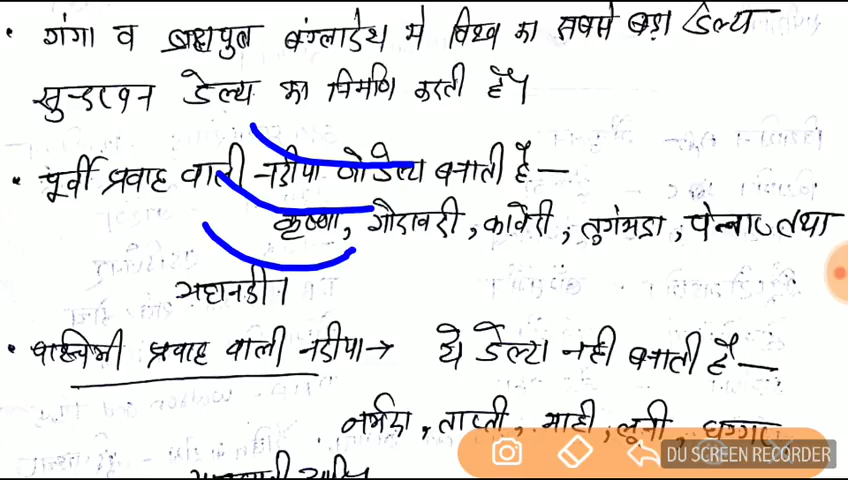 • गंगा व ब्रह्मपुत्र बंग्लादेश मे विश्व का सबसे बड़ा डेल्टा
सुन्दरवन डेल्टा का निर्माण करती हैं।
• पूर्वी प्रवाह वाली नदीया जो डेल्टा बनाती है —
कृष्णा, गौदावरी, कावेरी, तुगंभद्रा, पेन्नार तथा
महानदी।
• पश्चिमी प्रवाह वाली नदीया → ये डेल्टा नही बनाती है —
नर्मदा, ताप्ती, माही, लूनी, घग्गर
DU SCREEN RECORDER